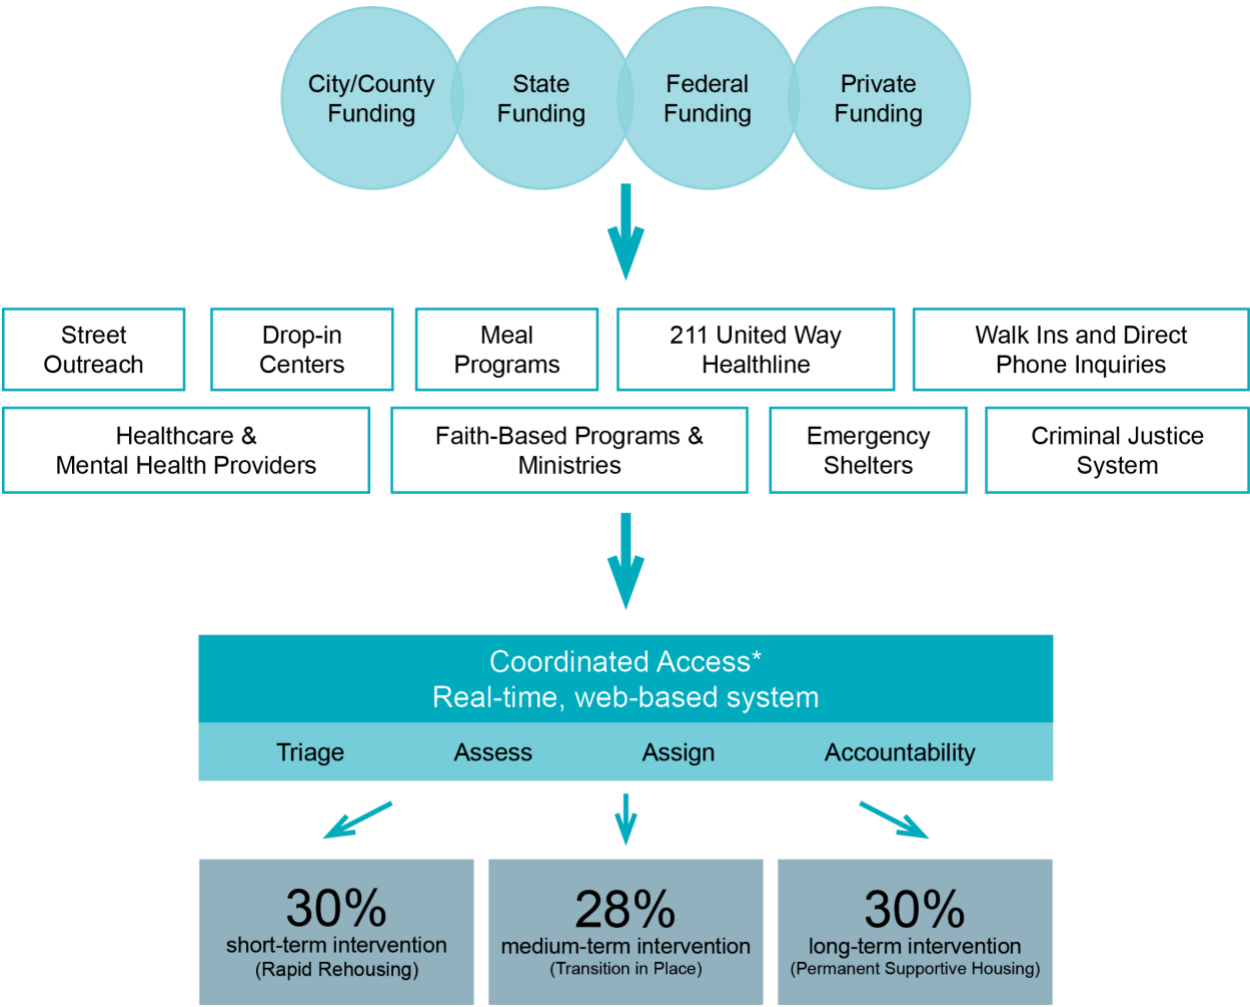 City/County
Funding
State
Funding
Federal
Funding
Private
Funding
Street
Outreach
Drop-in
Centers
Meal
Programs
211 United Way
Healthline
Walk Ins and Direct
Phone Inquiries
Healthcare &
Mental Health Providers
Faith-Based Programs &
Ministries
Emergency
Shelters
Criminal Justice
System
Coordinated Access*
Real-time, web-based system
Triage
Assess
Assign
Accountability
30%
short-term intervention
(Rapid Rehousing)
28%
medium-term intervention
(Transition in Place)
30%
long-term intervention
(Permanent Supportive Housing)